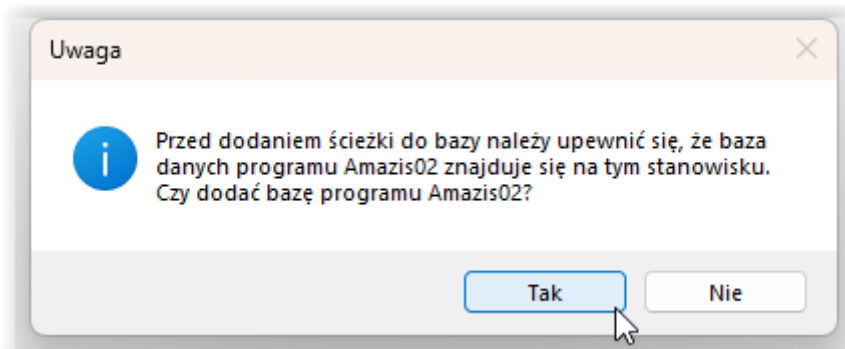 Uwaga
Przed dodaniem ścieżki do bazy należy upewnić się, że baza
danych programu Amazis02 znajduje się na tym stanowisku.
Czy dodać bazę programu Amazis02?
Tak
Nie